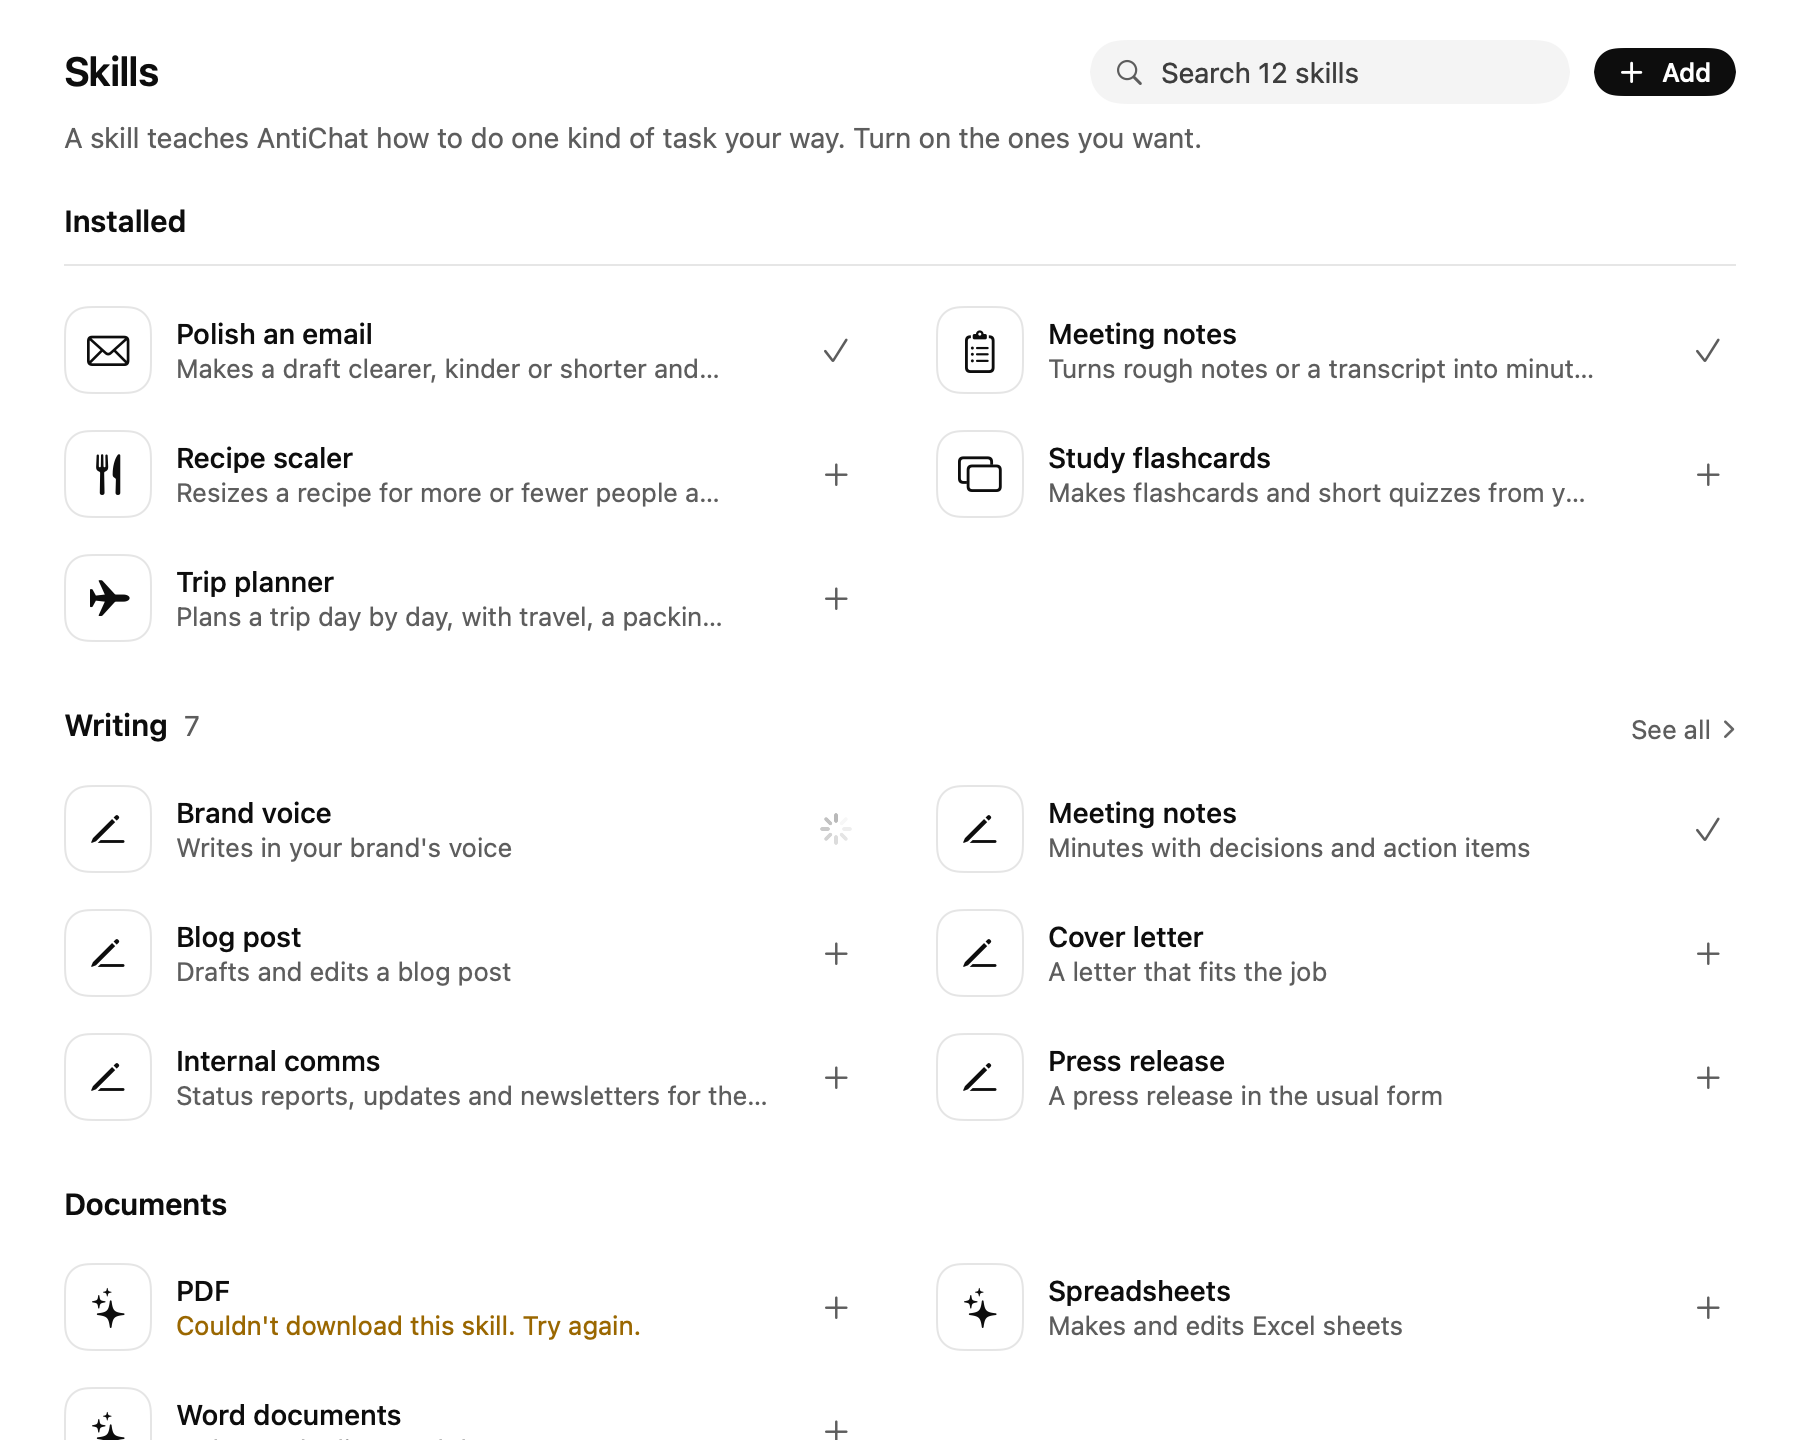 Skills
Search 12 skills
Add
A skill teaches AntiChat how to do one kind of task your way. Turn on the ones you want.
Installed
Polish an email
Makes a draft clearer, kinder or shorter and...
Meeting notes
Turns rough notes or a transcript into minut...
Recipe scaler
Resizes a recipe for more or fewer people a...
Study flashcards
Makes flashcards and short quizzes from y...
Trip planner
Plans a trip day by day, with travel, a packin...
Writing 7
See all
Brand voice
Writes in your brand's voice
Meeting notes
Minutes with decisions and action items
Blog post
Drafts and edits a blog post
Cover letter
A letter that fits the job
Internal comms
Status reports, updates and newsletters for the...
Press release
A press release in the usual form
Documents
PDF
Couldn't download this skill. Try again.
Spreadsheets
Makes and edits Excel sheets
Word documents